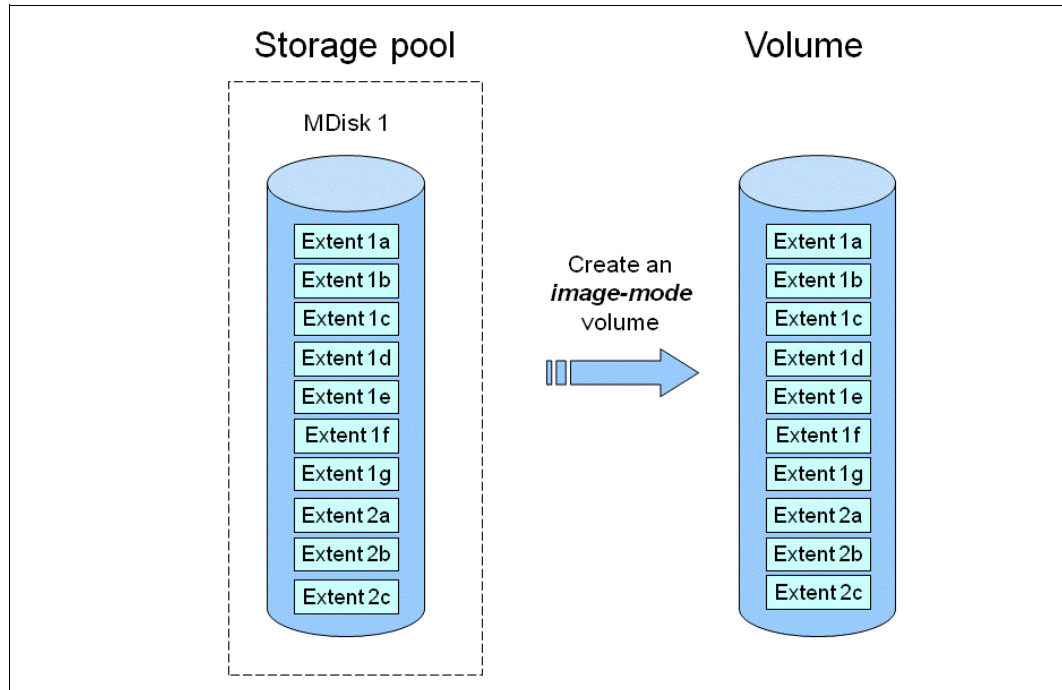 Storage pool
Volume
MDisk 1
Extent 1a
Extent 1b
Extent 1c
Extent 1d
Extent 1e
Extent 1f
Extent 1g
Extent 2a
Extent 2b
Extent 2c
Create an
image-mode
volume
Extent 1a
Extent 1b
Extent 1c
Extent 1d
Extent 1e
Extent 1f
Extent 1g
Extent 2a
Extent 2b
Extent 2c